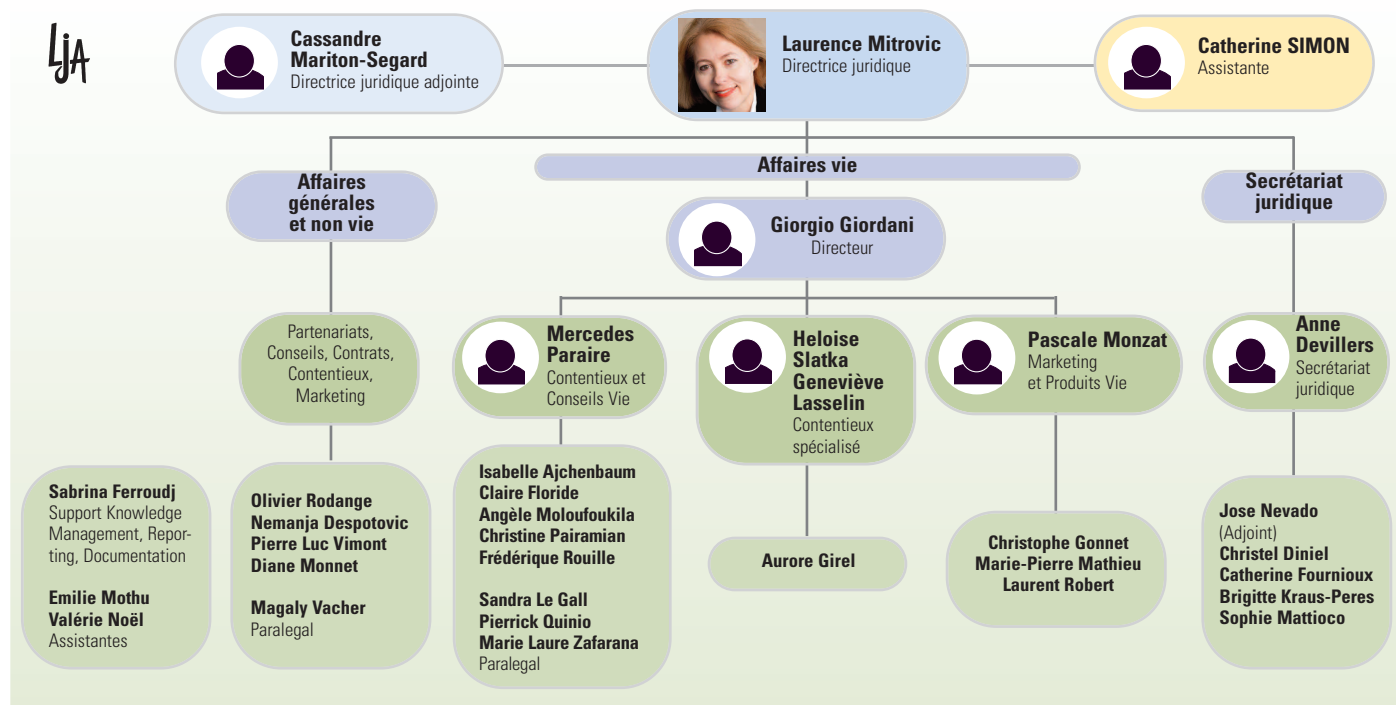 LJA
Cassandre
Mariton-Segard
Directrice juridique adjointe
Laurence Mitrovic
Directrice juridique
Catherine SIMON
Assistante
Affaires
générales
et non vie
Affaires vie
Secrétariat
juridique
Giorgio Giordani
Directeur
Partenariats,
Conseils, Contrats,
Contentieux,
Marketing
Mercedes
Paraire
Contentieux et
Conseils Vie
Heloise
Slatka
Geneviève
Lasselin
Contentieux
spécialisé
Pascale Monzat
Marketing
et Produits Vie
Anne
Devillers
Secrétariat
juridique
Sabrina Ferroudj
Support Knowledge
Management, Repor-
ting, Documentation
Emilie Mothu
Valérie Noël
Assistantes
Olivier Rodange
Nemanja Despotovic
Pierre Luc Vimont
Diane Monnet
Magaly Vacher
Paralegal
Isabelle Ajchenbaum
Claire Floride
Angèle Moloufoukila
Christine Pairamian
Frédérique Rouille
Sandra Le Gall
Pierrick Quinio
Marie Laure Zafarana
Paralegal
Aurore Girel
Christophe Gonnet
Marie-Pierre Mathieu
Laurent Robert
Jose Nevado
(Adjoint)
Christel Diniel
Catherine Fournioux
Brigitte Kraus-Peres
Sophie Mattioco